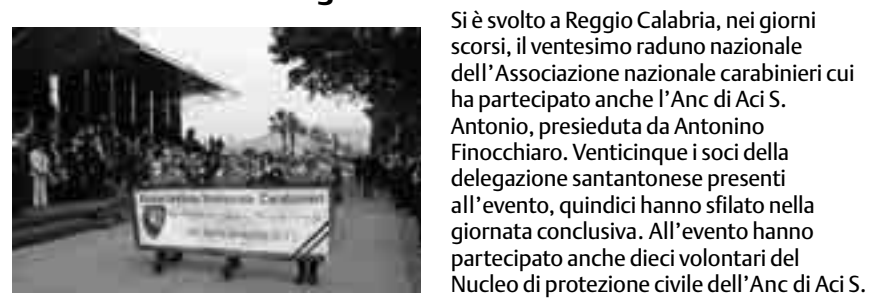 Si è svolto a Reggio Calabria, nei giorni
scorsi, il ventesimo raduno nazionale
dell'Associazione nazionale carabinieri cui
ha partecipato anche l'Anc di Aci S.
Antonio, presieduta da Antonino
Finocchiaro. Venticinque i soci della
delegazione santantonese presenti
all'evento, quindici hanno sfilato nella
giornata conclusiva. All'evento hanno
partecipato anche dieci volontari del
Nucleo di protezione civile dell'Anc di Aci S.
Associazione Nazionale Carabinieri